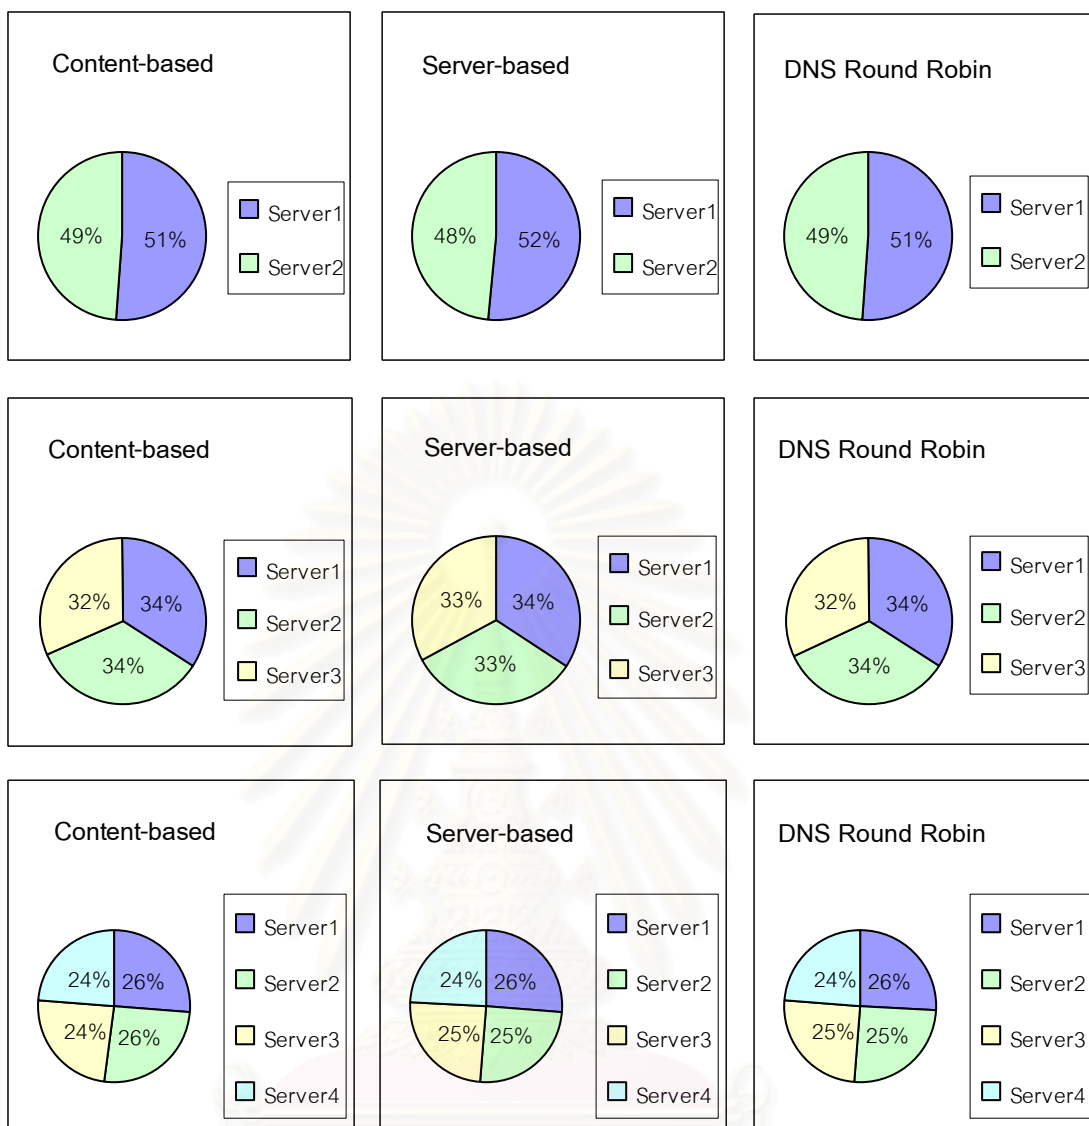 Content-based
49%
51%
Server1
Server2
Server-based
48%
52%
Server1
Server2
DNS Round Robin
49%
51%
Server1
Server2
Content-based
32%
34%
34%
Server1
Server2
Server3
Server-based
33%
34%
33%
Server1
Server2
Server3
DNS Round Robin
32%
34%
34%
Server1
Server2
Server3
Content-based
24%
26%
24%
26%
Server1
Server2
Server3
Server4
Server-based
24%
26%
25%
25%
Server1
Server2
Server3
Server4
DNS Round Robin
24%
26%
25%
25%
Server1
Server2
Server3
Server4